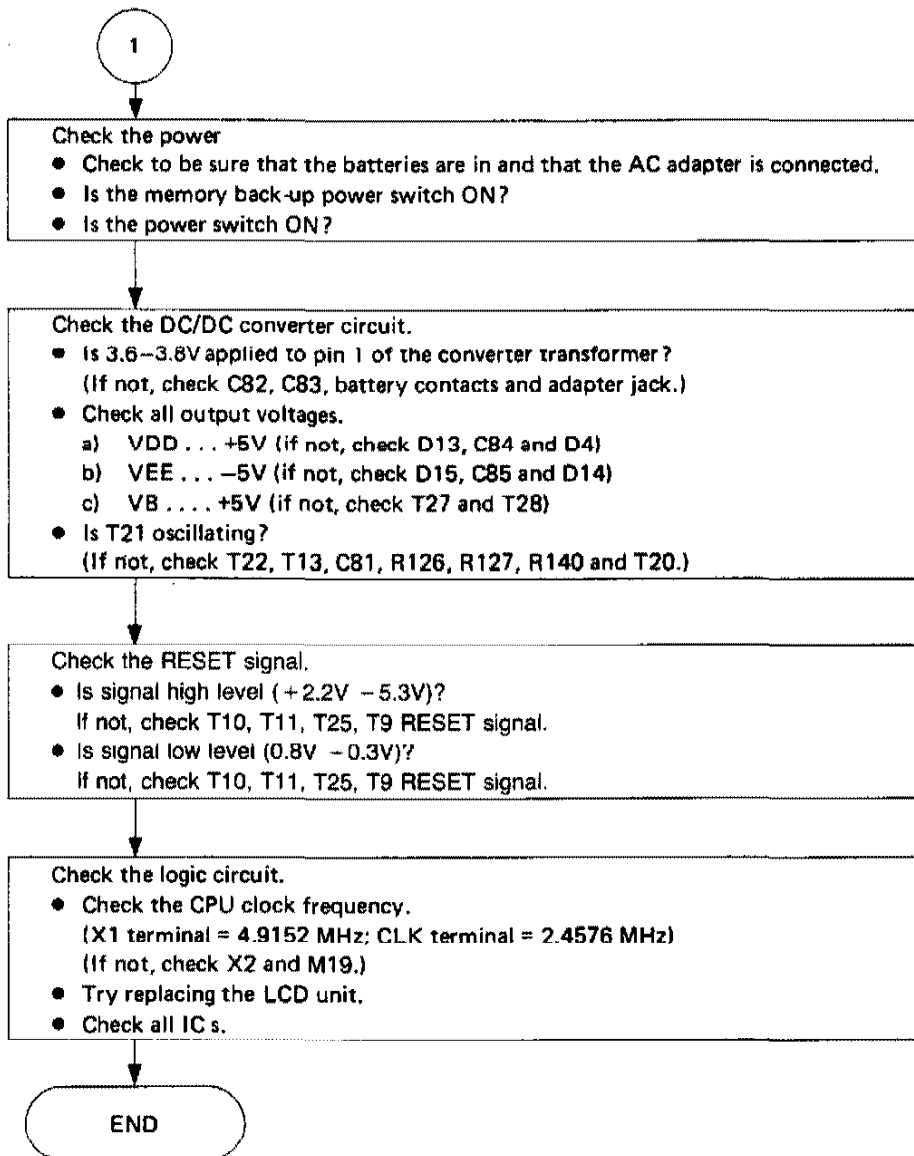 1
Check the power
● Check to be sure that the batteries are in and that the AC adapter is connected.
● Is the memory back-up power switch ON?
● Is the power switch ON?
Check the DC/DC converter circuit.
● Is 3.6–3.8V applied to pin 1 of the converter transformer?
(If not, check C82, C83, battery contacts and adapter jack.)
● Check all output voltages.
a) VDD . . . +5V (if not, check D13, C84 and D4)
b) VEE . . . –5V (if not, check D15, C85 and D14)
c) VB . . . . +5V (if not, check T27 and T28)
● Is T21 oscillating?
(If not, check T22, T13, C81, R126, R127, R140 and T20.)
Check the RESET signal.
● Is signal high level (+2.2V –5.3V)?
If not, check T10, T11, T25, T9 RESET signal.
● Is signal low level (0.8V –0.3V)?
If not, check T10, T11, T25, T9 RESET signal.
Check the logic circuit.
● Check the CPU clock frequency.
(X1 terminal = 4.9152 MHz; CLK terminal = 2.4576 MHz)
(If not, check X2 and M19.)
● Try replacing the LCD unit.
● Check all IC s.
END